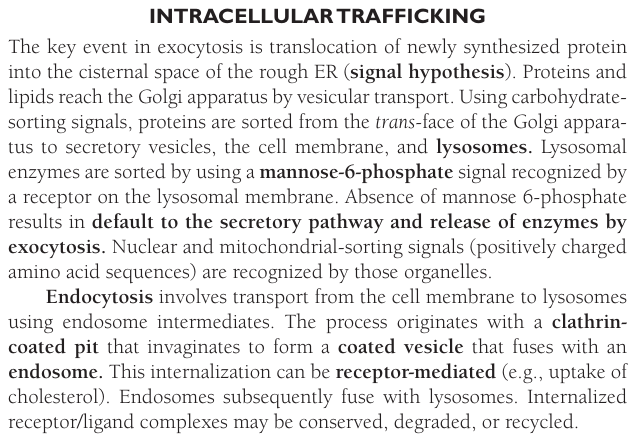 INTRACELLULAR TRAFFICKING
The key event in exocytosis is translocation of newly synthesized protein
into the cisternal space of the rough ER (signal hypothesis). Proteins and
lipids reach the Golgi apparatus by vesicular transport. Using carbohydrate-
sorting signals, proteins are sorted from the trans-face of the Golgi appara-
tus to secretory vesicles, the cell membrane, and lysosomes. Lysosomal
enzymes are sorted by using a mannose-6-phosphate signal recognized by
a receptor on the lysosomal membrane. Absence of mannose 6-phosphate
results in default to the secretory pathway and release of enzymes by
exocytosis. Nuclear and mitochondrial-sorting signals (positively charged
amino acid sequences) are recognized by those organelles.
Endocytosis involves transport from the cell membrane to lysosomes
using endosome intermediates. The process originates with a clathrin-
coated pit that invaginates to form a coated vesicle that fuses with an
endosome. This internalization can be receptor-mediated (e.g., uptake of
cholesterol). Endosomes subsequently fuse with lysosomes. Internalized
receptor/ligand complexes may be conserved, degraded, or recycled.